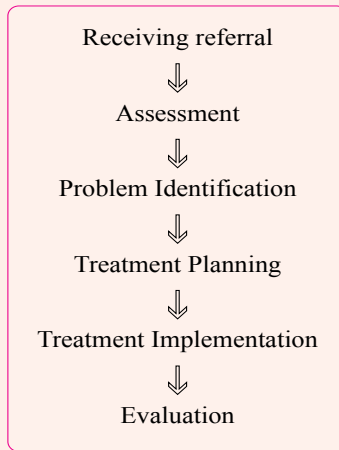 Receiving referral
Assessment
Problem Identification
Treatment Planning
Treatment Implementation
Evaluation